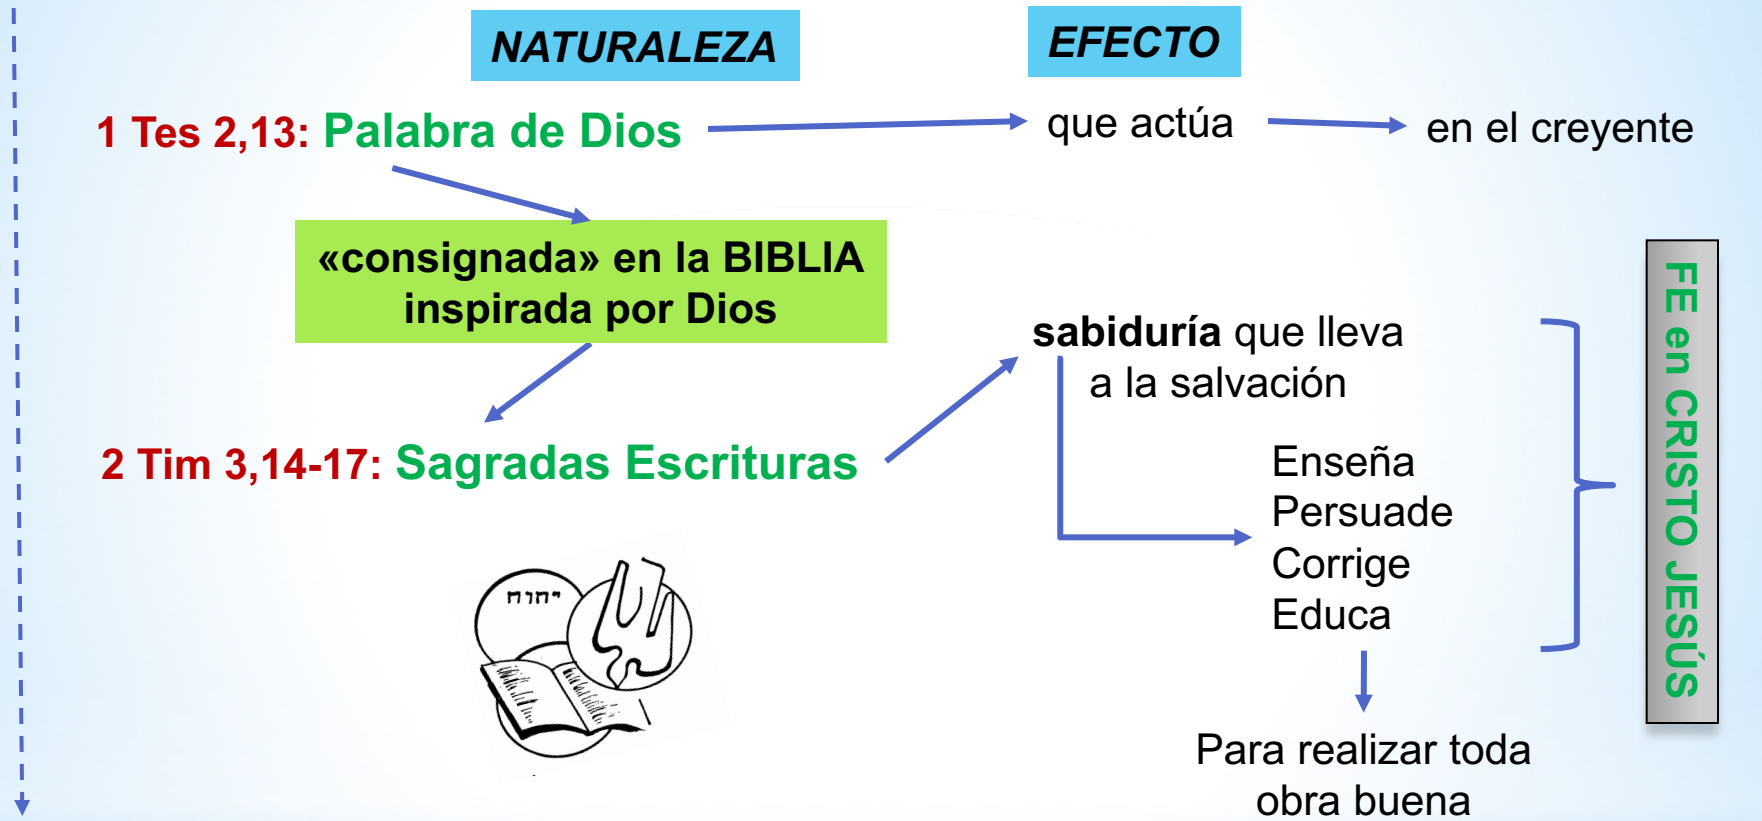 NATURALEZA
EFECTO
1 Tes 2,13: Palabra de Dios
que actúa
en el creyente
«consignada» en la BIBLIA
inspirada por Dios
sabiduría que lleva
a la salvación
2 Tim 3,14-17: Sagradas Escrituras
Enseña
Persuade
Corrige
Educa
Para realizar toda
obra buena
FE en CRISTO JESÚS
יהוה